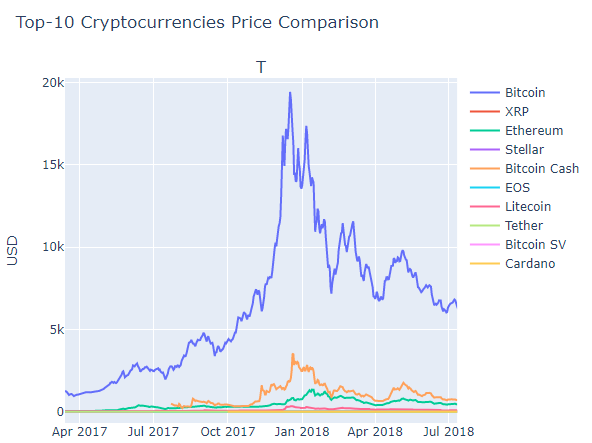 Top-10 Cryptocurrencies Price Comparison
T
20k
15k
10k
5k
0
USD
Apr 2017
Jul 2017
Oct 2017
Jan 2018
Apr 2018
Jul 2018
Bitcoin
XRP
Ethereum
Stellar
Bitcoin Cash
EOS
Litecoin
Tether
Bitcoin SV
Cardano